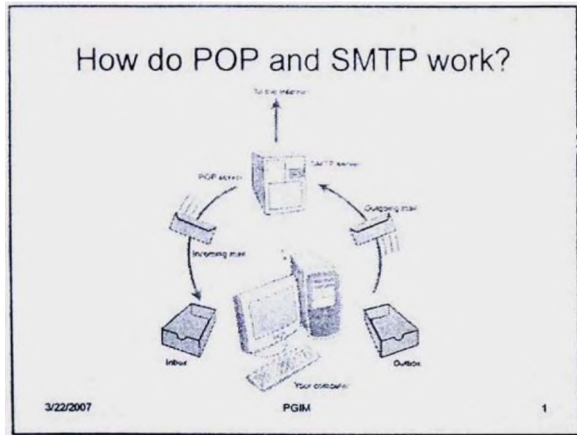 How do POP and SMTP work?
To the Internet
SMTP server
POP server
Outgoing mail
Incoming mail
Inbox
Outbox
Your computer
3/22/2007
PGIM
1